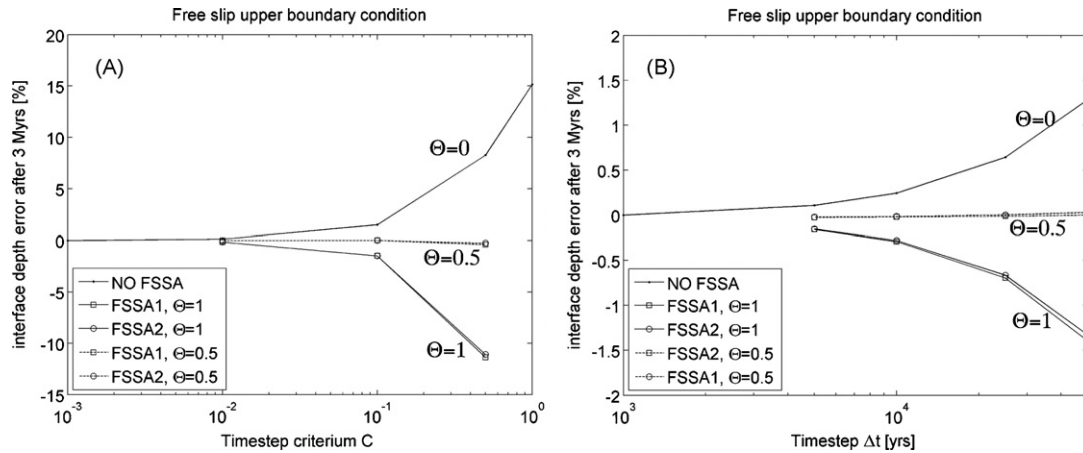 Free slip upper boundary condition
(A)
interface depth error after 3 Myrs [%]
20
15
10
5
0
-5
-10
-15
Θ=0
Θ=0.5
Θ=1
NO FSSA
FSSA1, Θ=1
FSSA2, Θ=1
FSSA1, Θ=0.5
FSSA2, Θ=0.5
10^-3
10^-2
10^-1
10^0
Timestep criterium C
Free slip upper boundary condition
(B)
interface depth error after 3 Myrs [%]
2
1.5
1
0.5
0
-0.5
-1
-1.5
-2
Θ=0
Θ=0.5
Θ=1
NO FSSA
FSSA1, Θ=1
FSSA2, Θ=1
FSSA2, Θ=0.5
FSSA1, Θ=0.5
10^3
10^4
Timestep Δt [yrs]